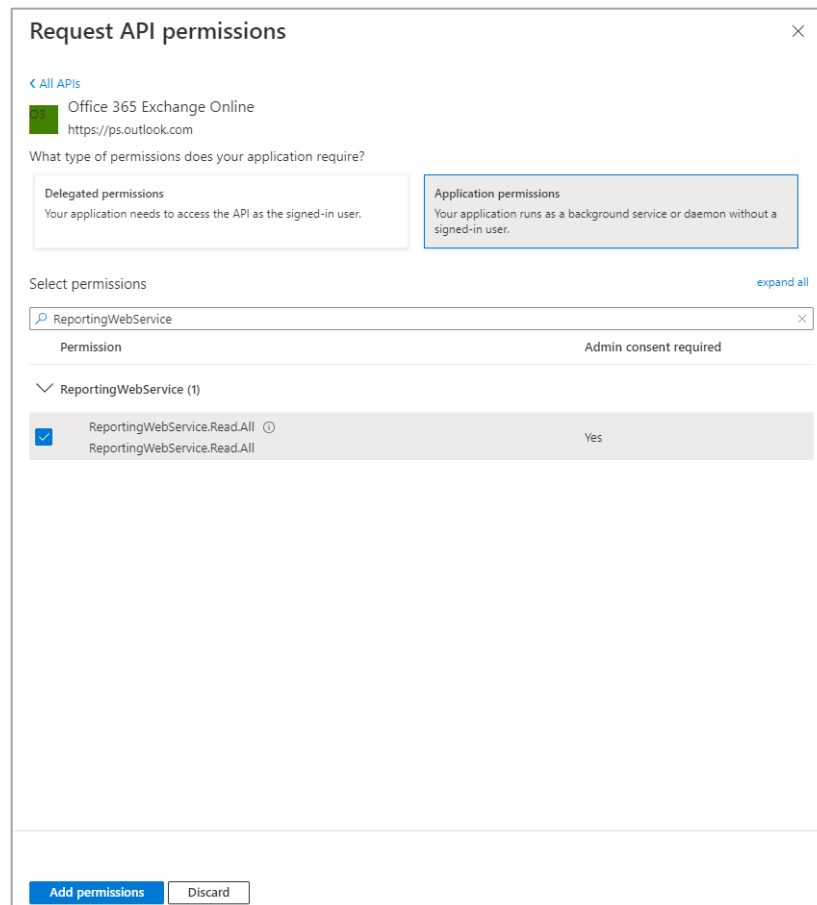 Request API permissions
All APIs
O3
Office 365 Exchange Online
https://ps.outlook.com
What type of permissions does your application require?
Delegated permissions
Your application needs to access the API as the signed-in user.
Application permissions
Your application runs as a background service or daemon without a
signed-in user.
Select permissions
expand all
ReportingWebService
Permission
Admin consent required
ReportingWebService (1)
ReportingWebService.Read.All
ReportingWebService.Read.All
Yes
Add permissions
Discard